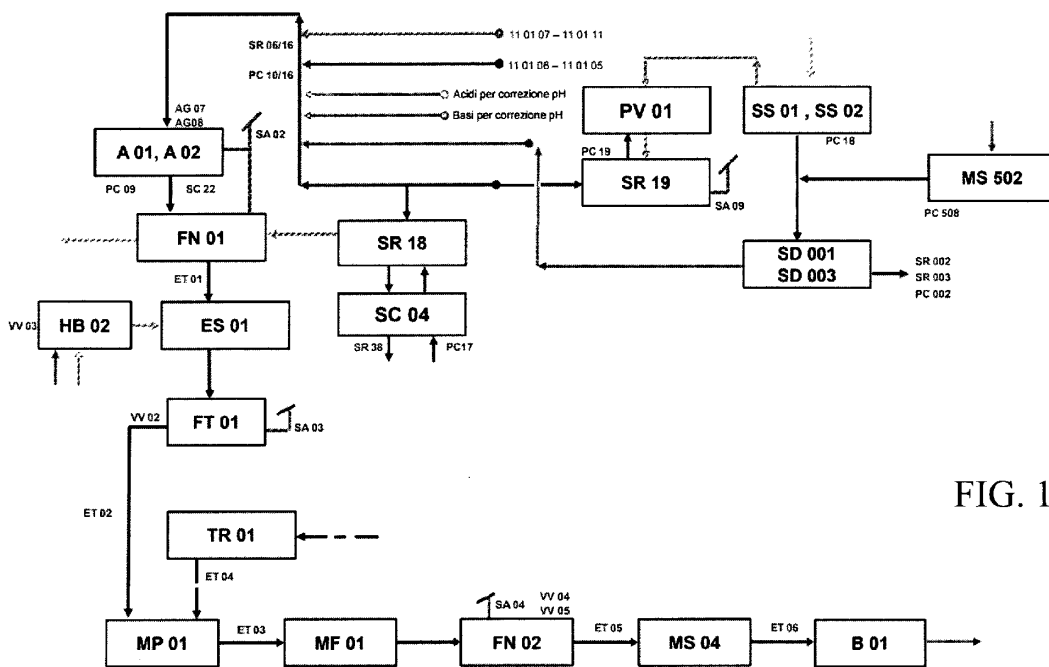 11 01 07 – 11 01 11
SR 06/16
11 01 06 – 11 01 05
PC 10/16
Acidi per correzione pH
Basi per correzione pH
AG 07
AG08
SA 02
A 01, A 02
PC 09
SC 22
PV 01
SS 01 , SS 02
PC 19
PC 18
SR 19
SA 09
MS 502
PC 508
FN 01
SR 18
SD 001
SD 003
SR 002
SR 003
PC 002
ET 01
VV 03
HB 02
ES 01
SC 04
SR 38
PC17
VV 02
FT 01
SA 03
FIG. 1
ET 02
TR 01
ET 04
SA 04
VV 04
VV 05
MP 01
ET 03
MF 01
FN 02
ET 05
MS 04
ET 06
B 01